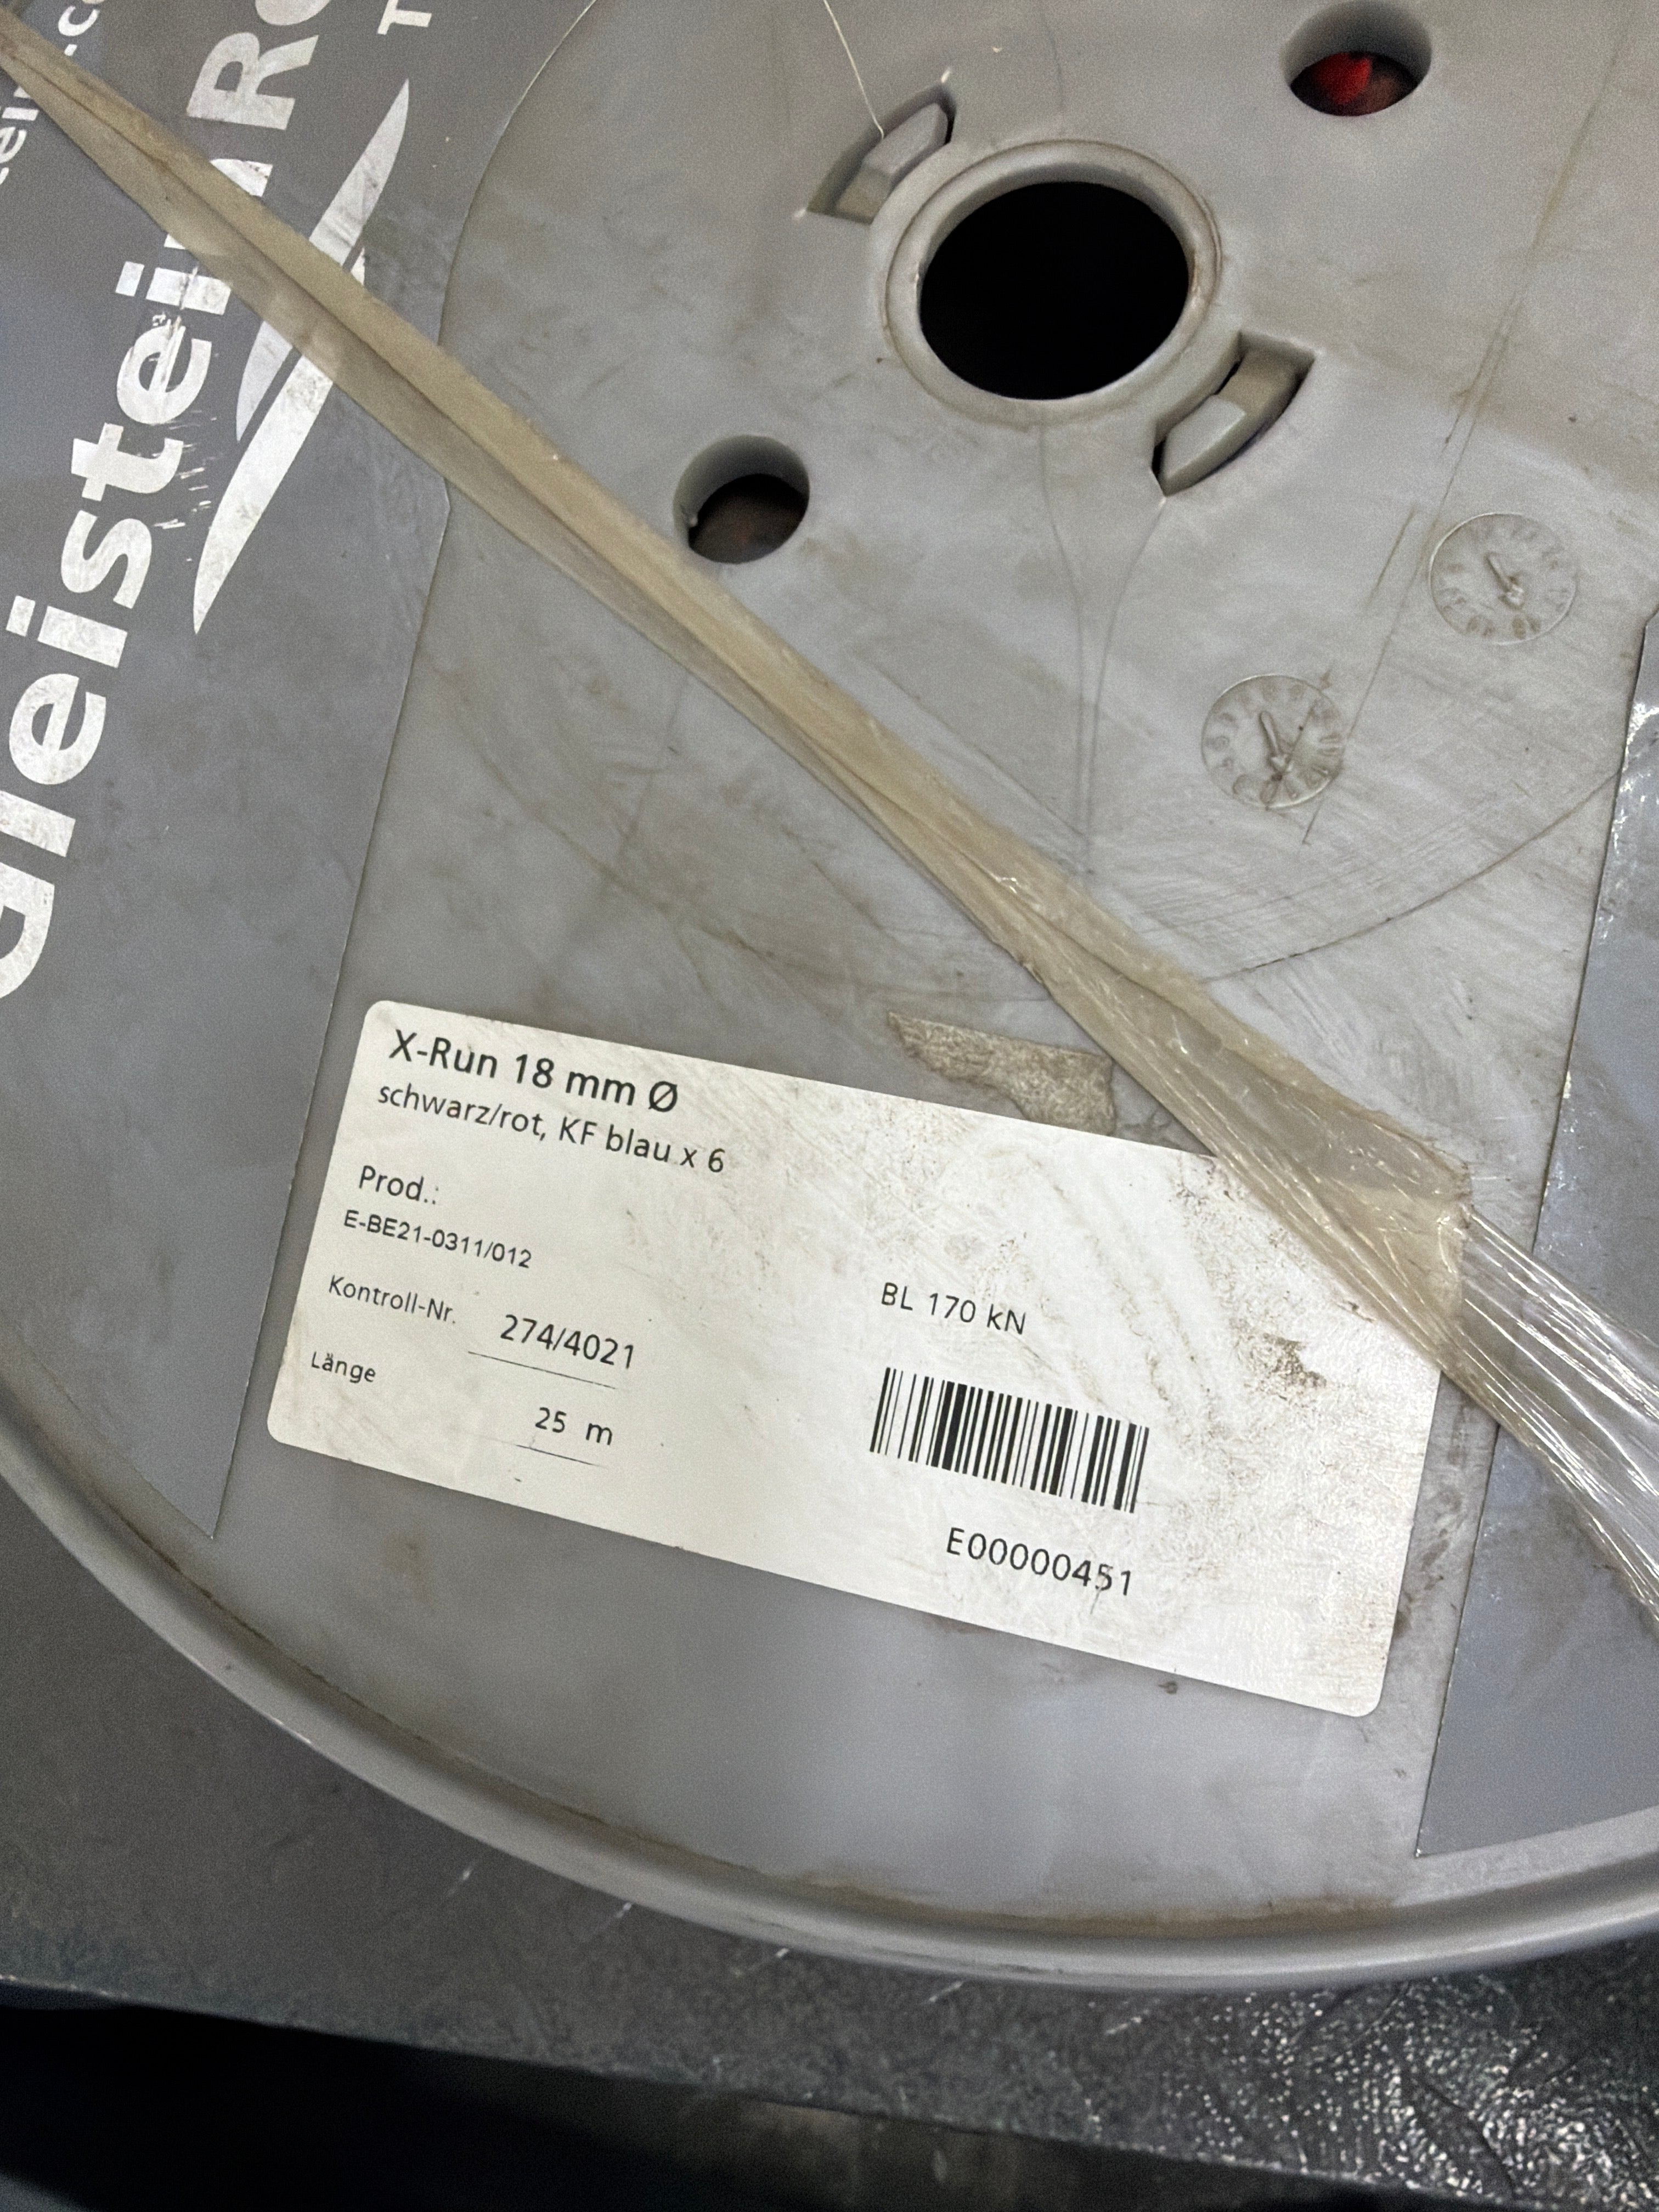 Gleistein
X-Run 18 mm Ø
schwarz/rot, KF blau x 6
Prod.:
E-BE21-0311/012
Kontroll-Nr. 274/4021
Länge
25 m
BL 170 kN
E00000451